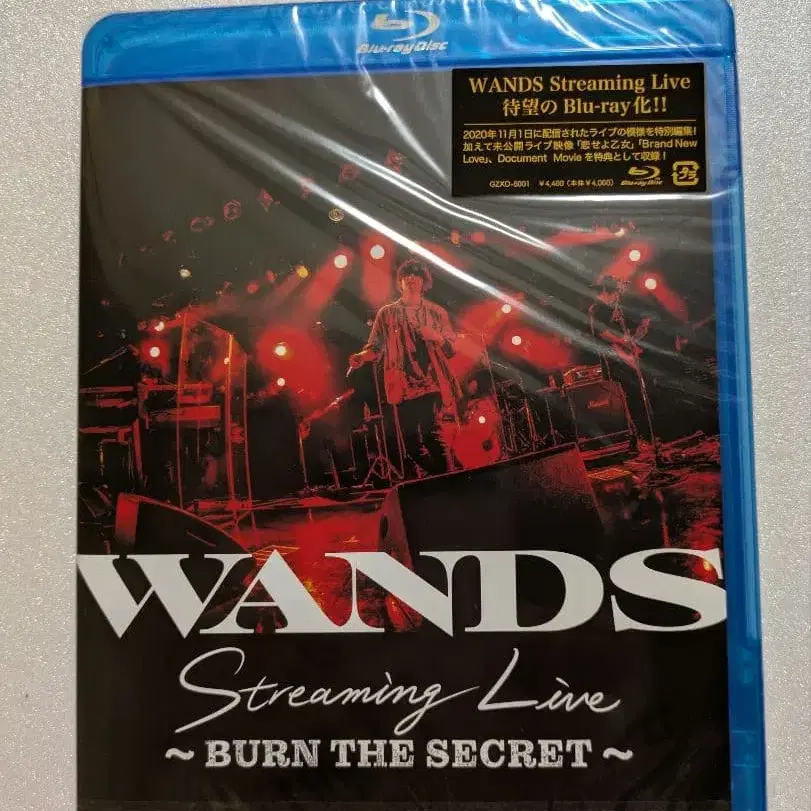 Blu-ray Disc
WANDS Streaming Live
待望の Blu-ray化!!
2020年11月1日に配信されたライブの模様を特別編集!
加えて未公開ライブ映像「恋せよ乙女」「Brand New
Love」、Document Movieを特典として収録!
GZXD-8001 ¥4,480(本体¥4,000)
WANDS
Streaming Live
~ BURN THE SECRET ~